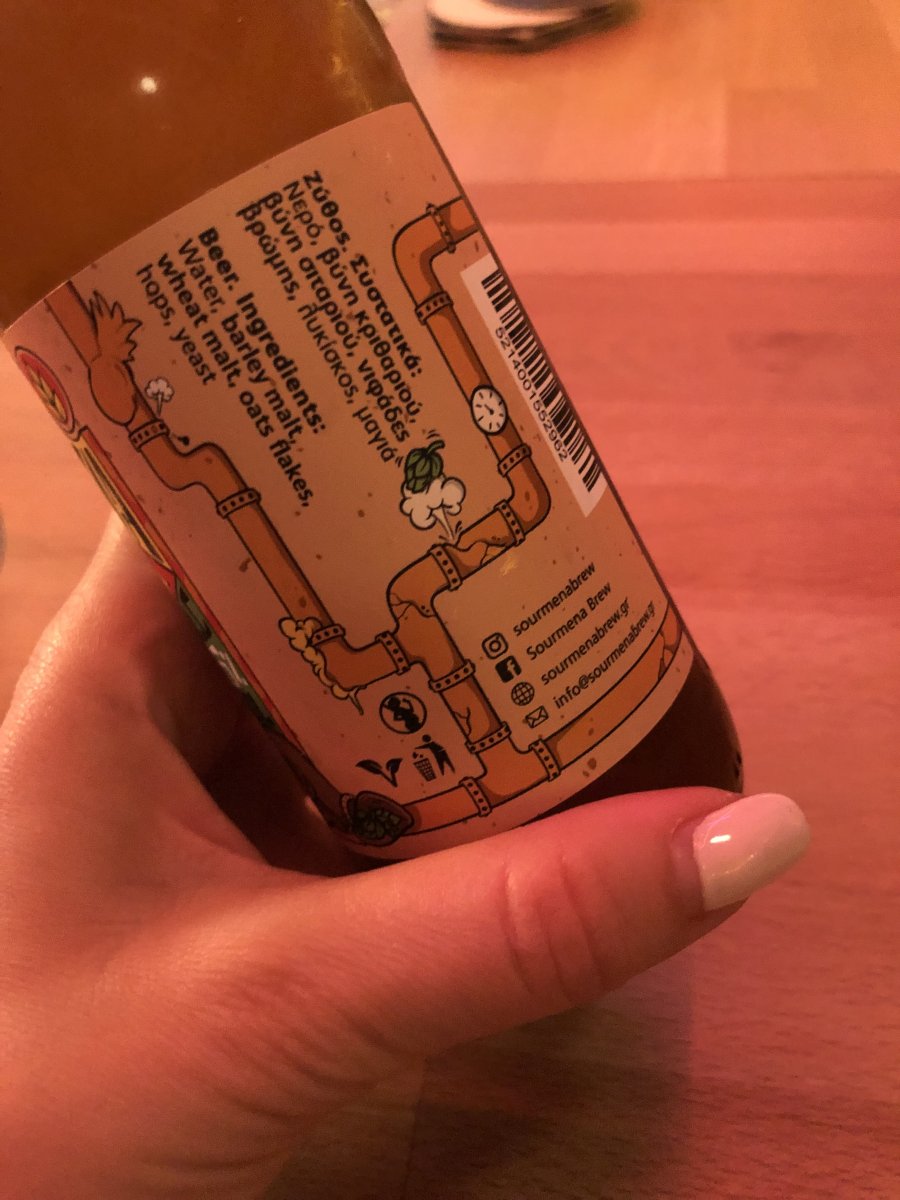 Ζύθος. Συστατικά:
Νερό, βύνη κριθαριού,
βύνη σιταριού, νιφάδες
βρώμης, λυκίσκος, μαγιά
Beer. Ingredients:
Water, barley malt,
wheat malt, oats flakes,
hops, yeast
5214001552962
sourmenabrew
Sourmena Brew
sourmenabrew.gr
info@sourmenabrew.gr